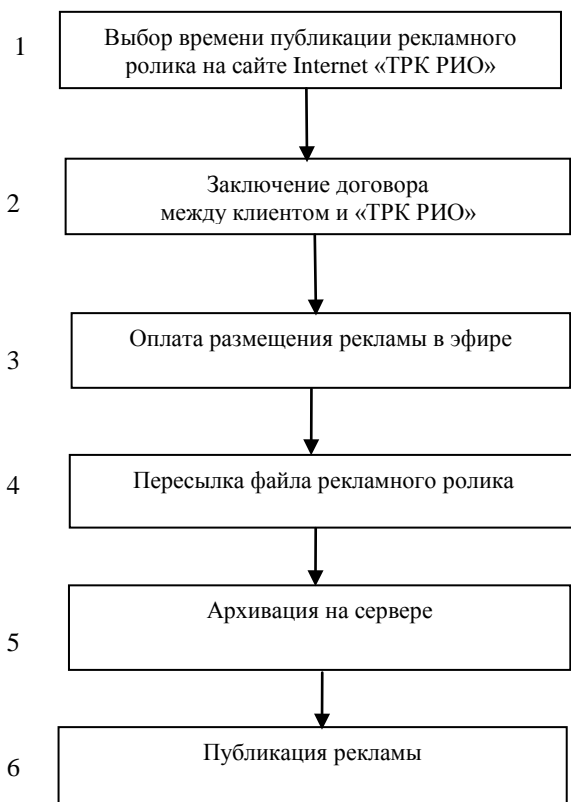 1
Выбор времени публикации рекламного
ролика на сайте Internet «ТРК РИО»
2
Заключение договора
между клиентом и «ТРК РИО»
3
Оплата размещения рекламы в эфире
4
Пересылка файла рекламного ролика
5
Архивация на сервере
6
Публикация рекламы